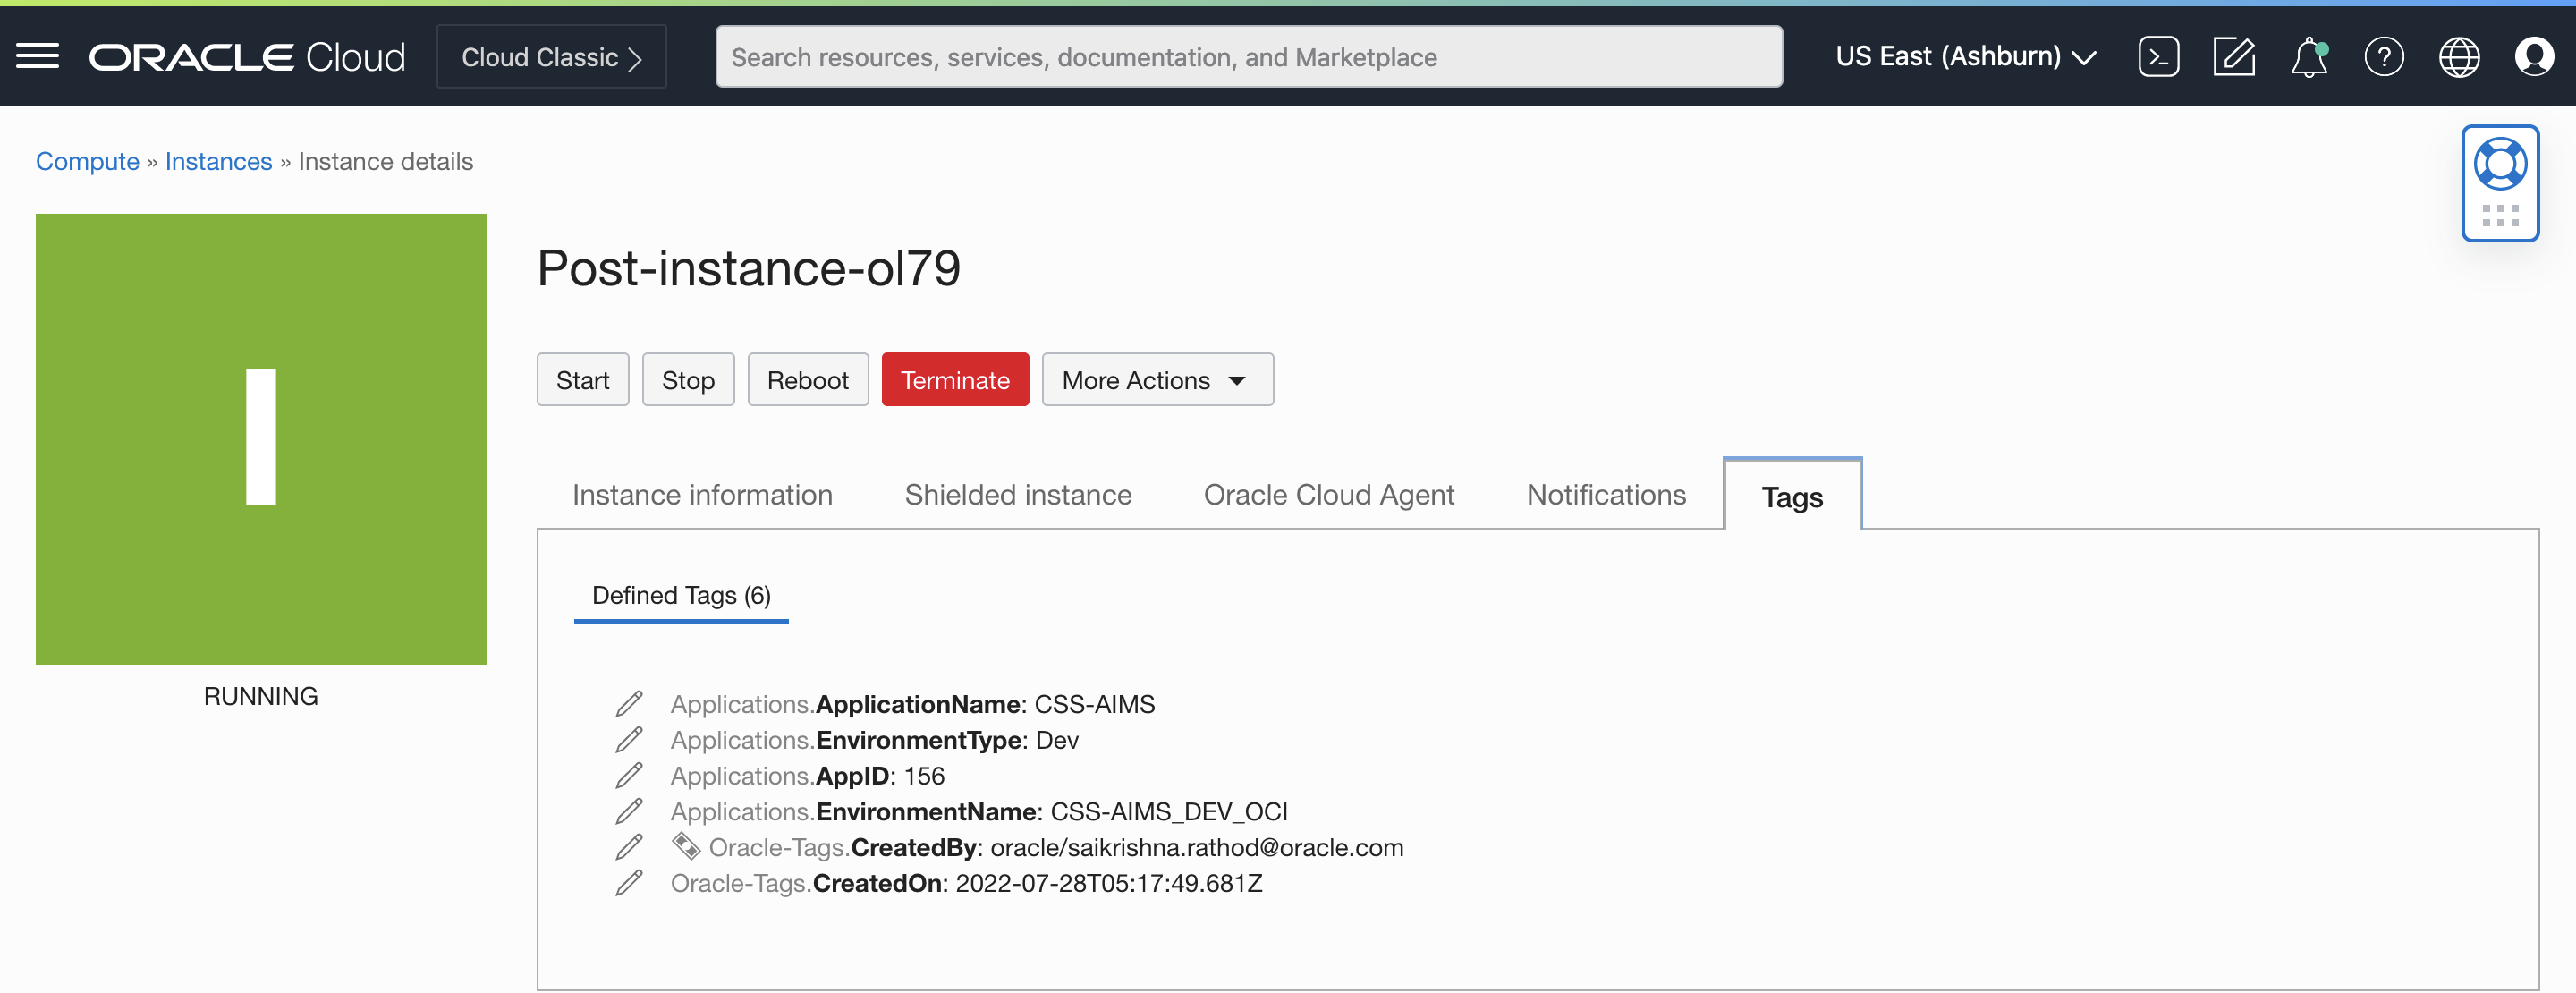 ORACLE Cloud
Cloud Classic >
Search resources, services, documentation, and Marketplace
US East (Ashburn)
Compute » Instances » Instance details
I
RUNNING
Post-instance-ol79
Start Stop Reboot Terminate More Actions
Instance information Shielded instance Oracle Cloud Agent Notifications Tags
Defined Tags (6)
Applications.ApplicationName: CSS-AIMS
Applications.EnvironmentType: Dev
Applications.AppID: 156
Applications.EnvironmentName: CSS-AIMS_DEV_OCI
Oracle-Tags.CreatedBy: oracle/saikrishna.rathod@oracle.com
Oracle-Tags.CreatedOn: 2022-07-28T05:17:49.681Z